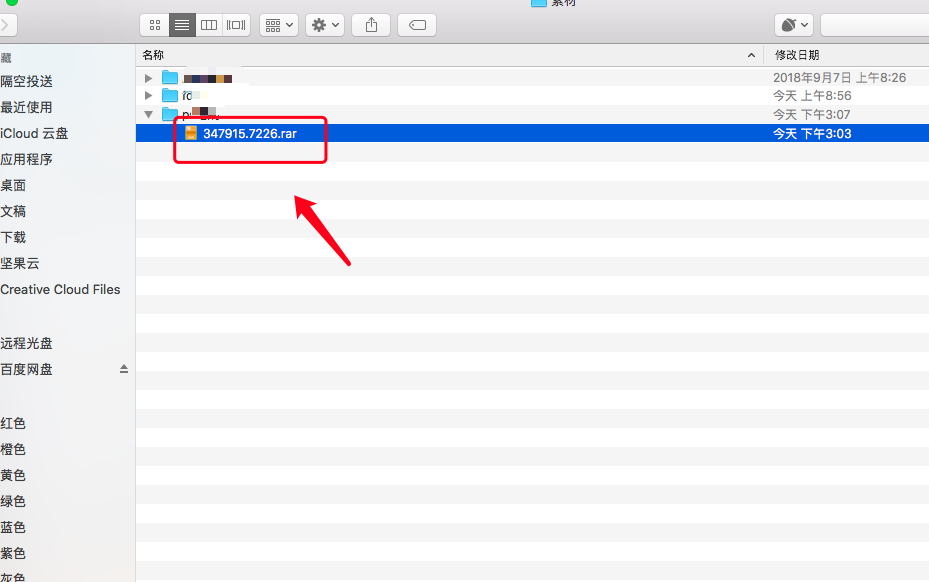 素材
名称
修改日期
藏
隔空投送
最近使用
iCloud 云盘
应用程序
桌面
文稿
下载
坚果云
Creative Cloud Files
远程光盘
百度网盘
红色
橙色
黄色
绿色
蓝色
紫色
灰色
2018年9月7日 上午8:26
今天 上午8:56
今天 下午3:07
347915.7226.rar
今天 下午3:03